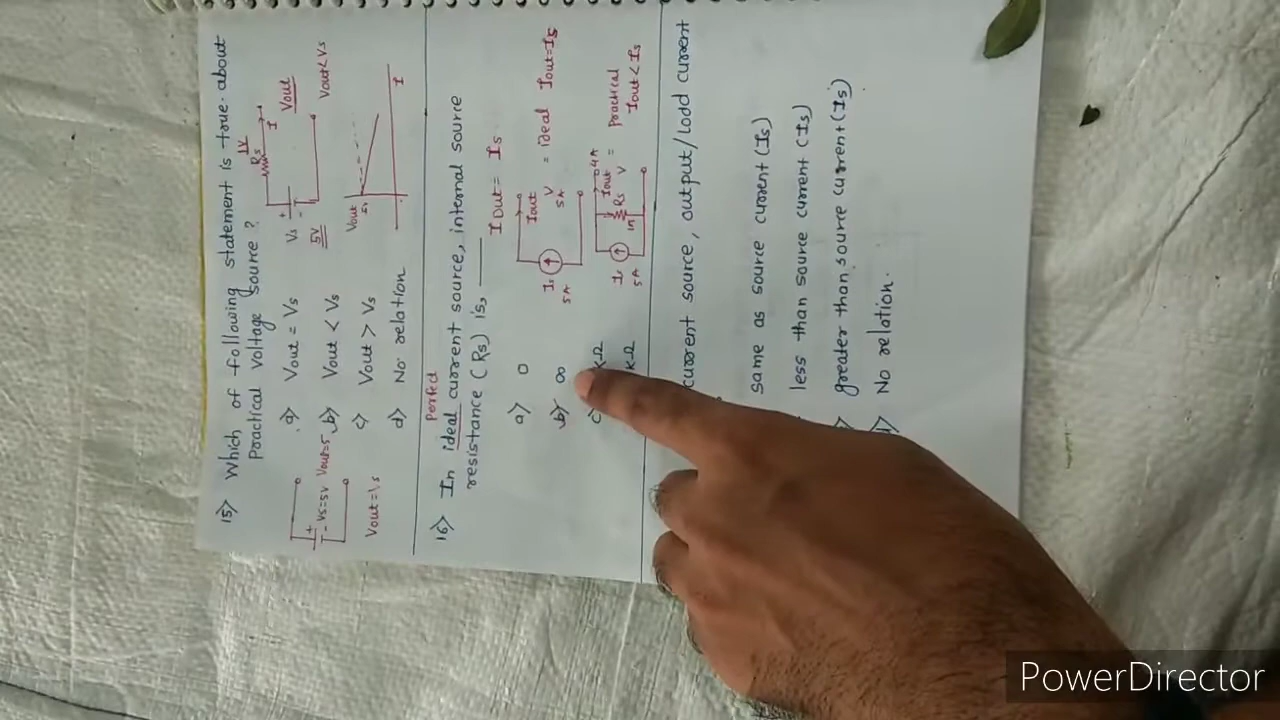 15) Which of following statement is true about
practical voltage source ?
a) Vout = Vs
b) Vout < Vs
c) Vout > Vs
d) No relation
+
-
Vs=5V
Vout=5
Vout=Vs
1V
Rs
I
Vout
Vs
+
-
5V
Vout < Vs
Vout
I
perfect
16) In ideal current source, internal source
resistance (Rs) is, ____
a) 0
b) ∞
c) KΩ
KΩ
IOut = Is
Is
5A
Iout
V
5A
= ideal Iout=Is
Is
5A
Rs
Iout
4A
V
= practical
Iout < Is
current source, output/load current
same as source current (Is)
less than source current (Is)
greater than source current (Is)
No relation.
PowerDirector